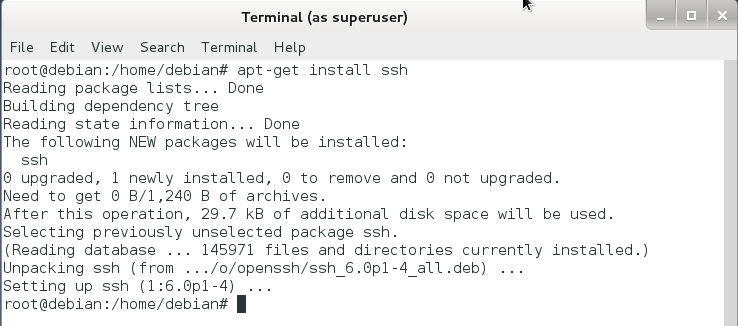 Terminal (as superuser)
File Edit View Search Terminal Help
root@debian:/home/debian# apt-get install ssh
Reading package lists... Done
Building dependency tree
Reading state information... Done
The following NEW packages will be installed:
  ssh
0 upgraded, 1 newly installed, 0 to remove and 0 not upgraded.
Need to get 0 B/1,240 B of archives.
After this operation, 29.7 kB of additional disk space will be used.
Selecting previously unselected package ssh.
(Reading database ... 145971 files and directories currently installed.)
Unpacking ssh (from .../o/openssh/ssh_6.0p1-4_all.deb) ...
Setting up ssh (1:6.0p1-4) ...
root@debian:/home/debian#